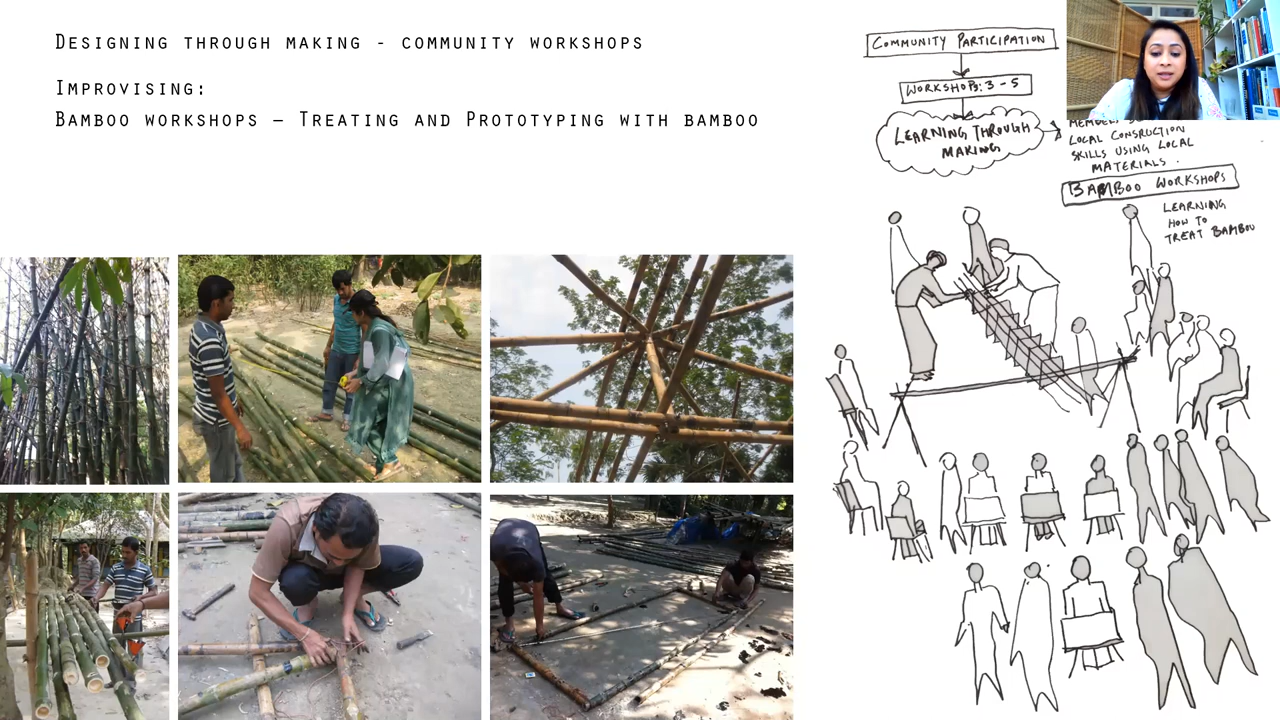 DESIGNING THROUGH MAKING - COMMUNITY WORKSHOPS
IMPROVISING:
BAMBOO WORKSHOPS – TREATING AND PROTOTYPING WITH BAMBOO
COMMUNITY PARTICIPATION
WORKSHOPS: 3-5
LEARNING THROUGH
MAKING
LOCAL CONSRUCTION
SKILLS USING LOCAL
MATERIALS.
BAMBOO WORKSHOPS
LEARNING
HOW TO
TREAT BAMBOO